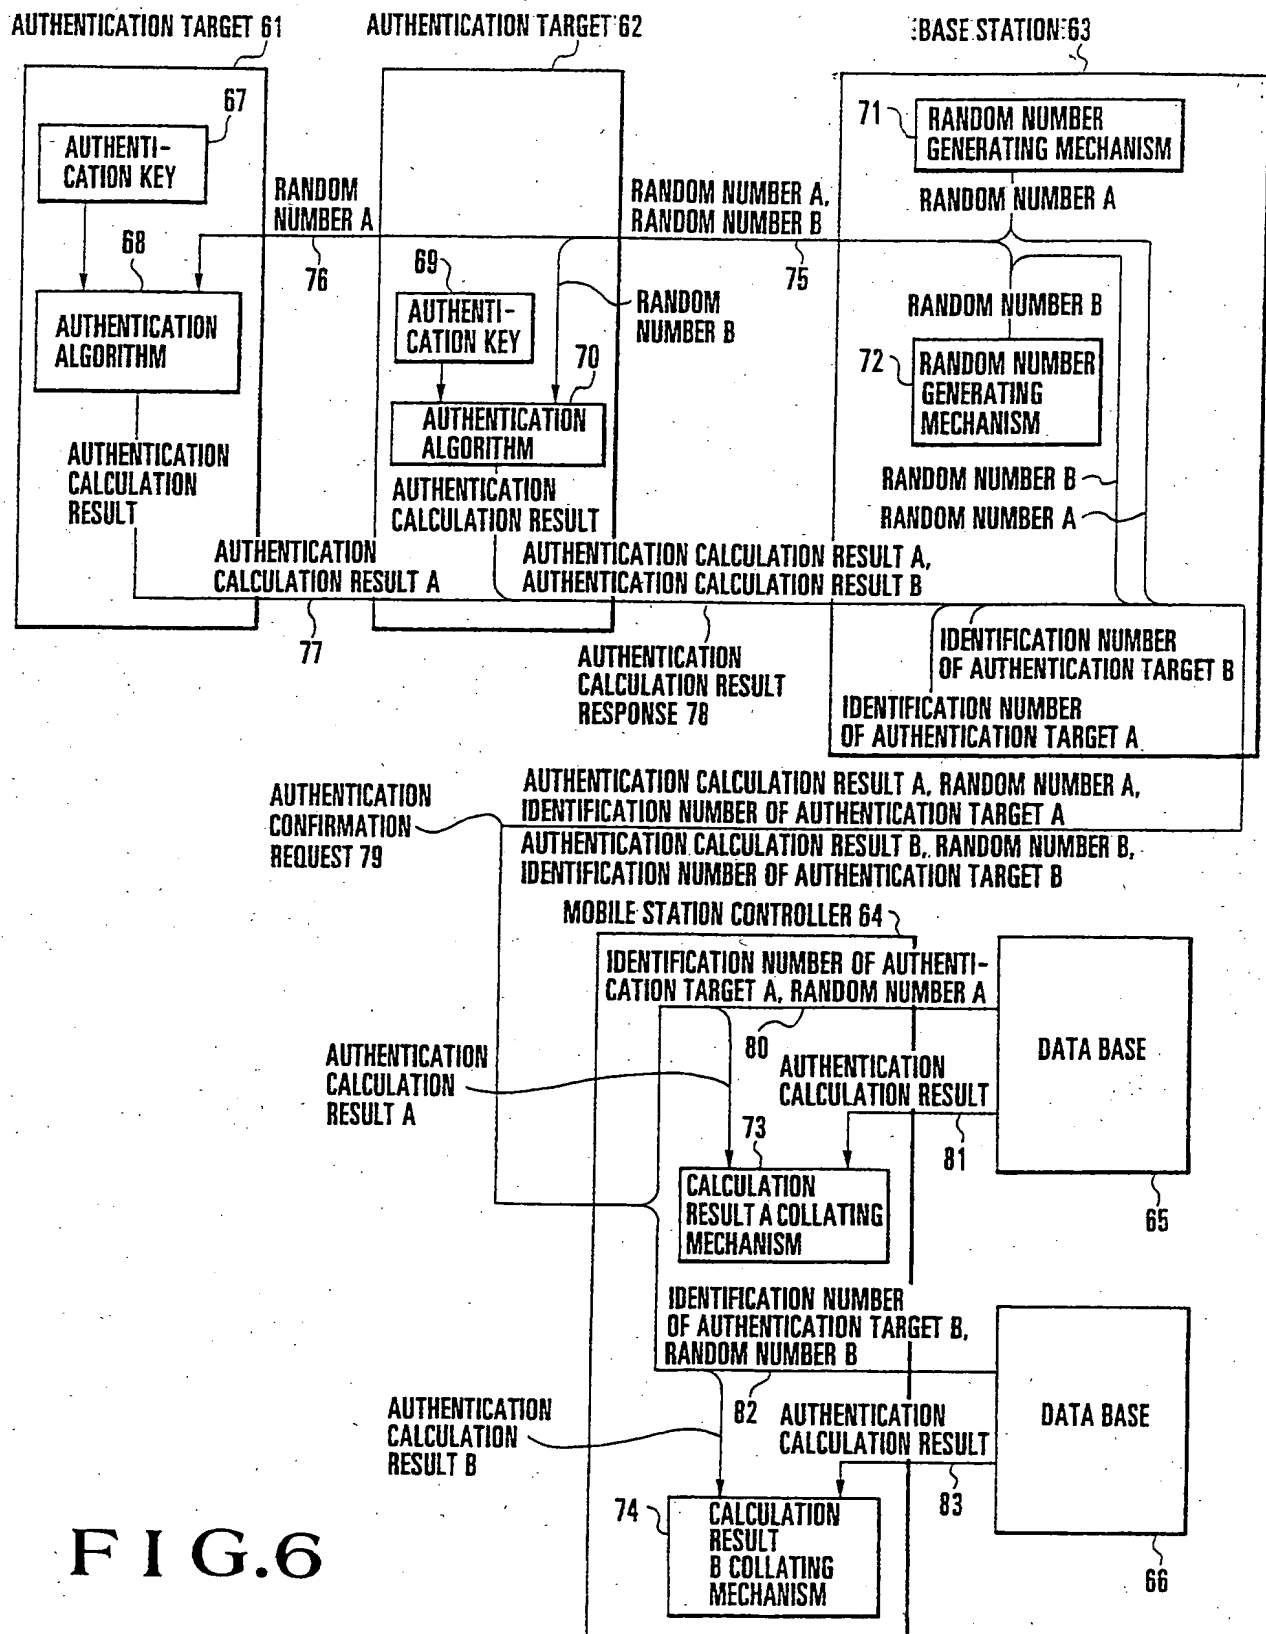 AUTHENTICATION TARGET 61
AUTHENTICATION TARGET 62
BASE STATION 63
67
AUTHENTI-
CATION KEY
RANDOM
NUMBER A
76
68
AUTHENTICATION
ALGORITHM
AUTHENTICATION
CALCULATION
RESULT
AUTHENTICATION
CALCULATION RESULT A
77
69
AUTHENTI-
CATION KEY
70
AUTHENTICATION
ALGORITHM
AUTHENTICATION
CALCULATION RESULT
RANDOM NUMBER A,
RANDOM NUMBER B
75
RANDOM
NUMBER B
71
RANDOM NUMBER
GENERATING MECHANISM
RANDOM NUMBER A
RANDOM NUMBER B
72
RANDOM NUMBER
GENERATING
MECHANISM
RANDOM NUMBER B
RANDOM NUMBER A
AUTHENTICATION CALCULATION RESULT A,
AUTHENTICATION CALCULATION RESULT B
AUTHENTICATION
CALCULATION RESULT
RESPONSE 78
IDENTIFICATION NUMBER
OF AUTHENTICATION TARGET B
IDENTIFICATION NUMBER
OF AUTHENTICATION TARGET A
AUTHENTICATION
CONFIRMATION
REQUEST 79
AUTHENTICATION CALCULATION RESULT A, RANDOM NUMBER A,
IDENTIFICATION NUMBER OF AUTHENTICATION TARGET A
AUTHENTICATION CALCULATION RESULT B, RANDOM NUMBER B,
IDENTIFICATION NUMBER OF AUTHENTICATION TARGET B
MOBILE STATION CONTROLLER 64
IDENTIFICATION NUMBER OF AUTHENTI-
CATION TARGET A, RANDOM NUMBER A
80
AUTHENTICATION
CALCULATION
RESULT A
AUTHENTICATION
CALCULATION RESULT
81
DATA BASE
65
73
CALCULATION
RESULT A COLLATING
MECHANISM
IDENTIFICATION NUMBER
OF AUTHENTICATION TARGET B,
RANDOM NUMBER B
82
AUTHENTICATION
CALCULATION
RESULT B
AUTHENTICATION
CALCULATION RESULT
83
DATA BASE
66
74
CALCULATION
RESULT
B COLLATING
MECHANISM
FIG.6